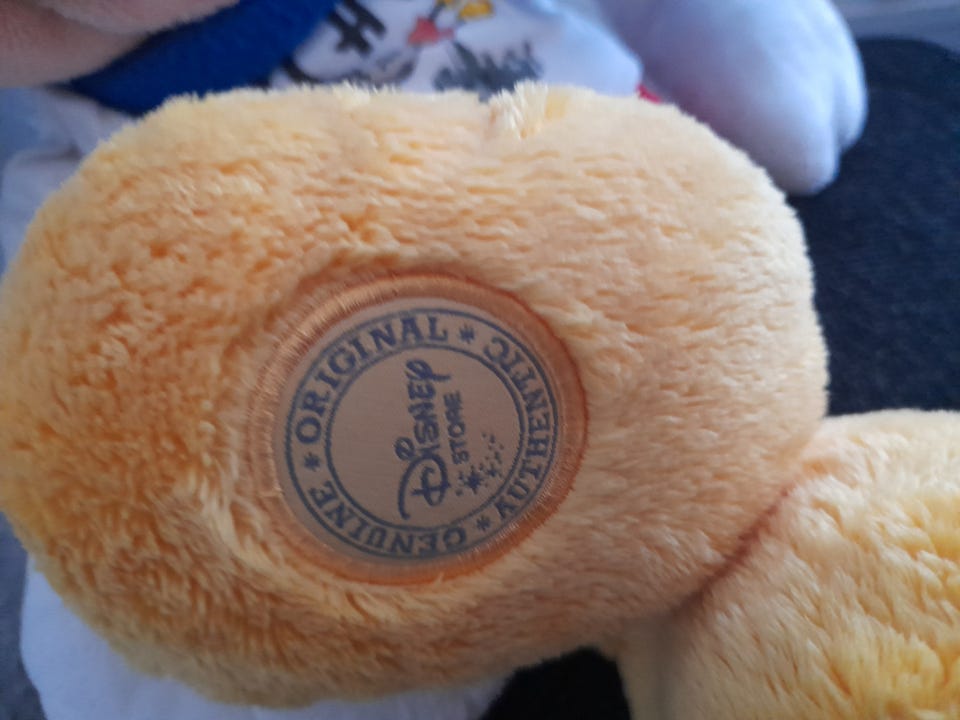 GENUINE * ORIGINAL
* AUTHENTIC *
Disney
STORE